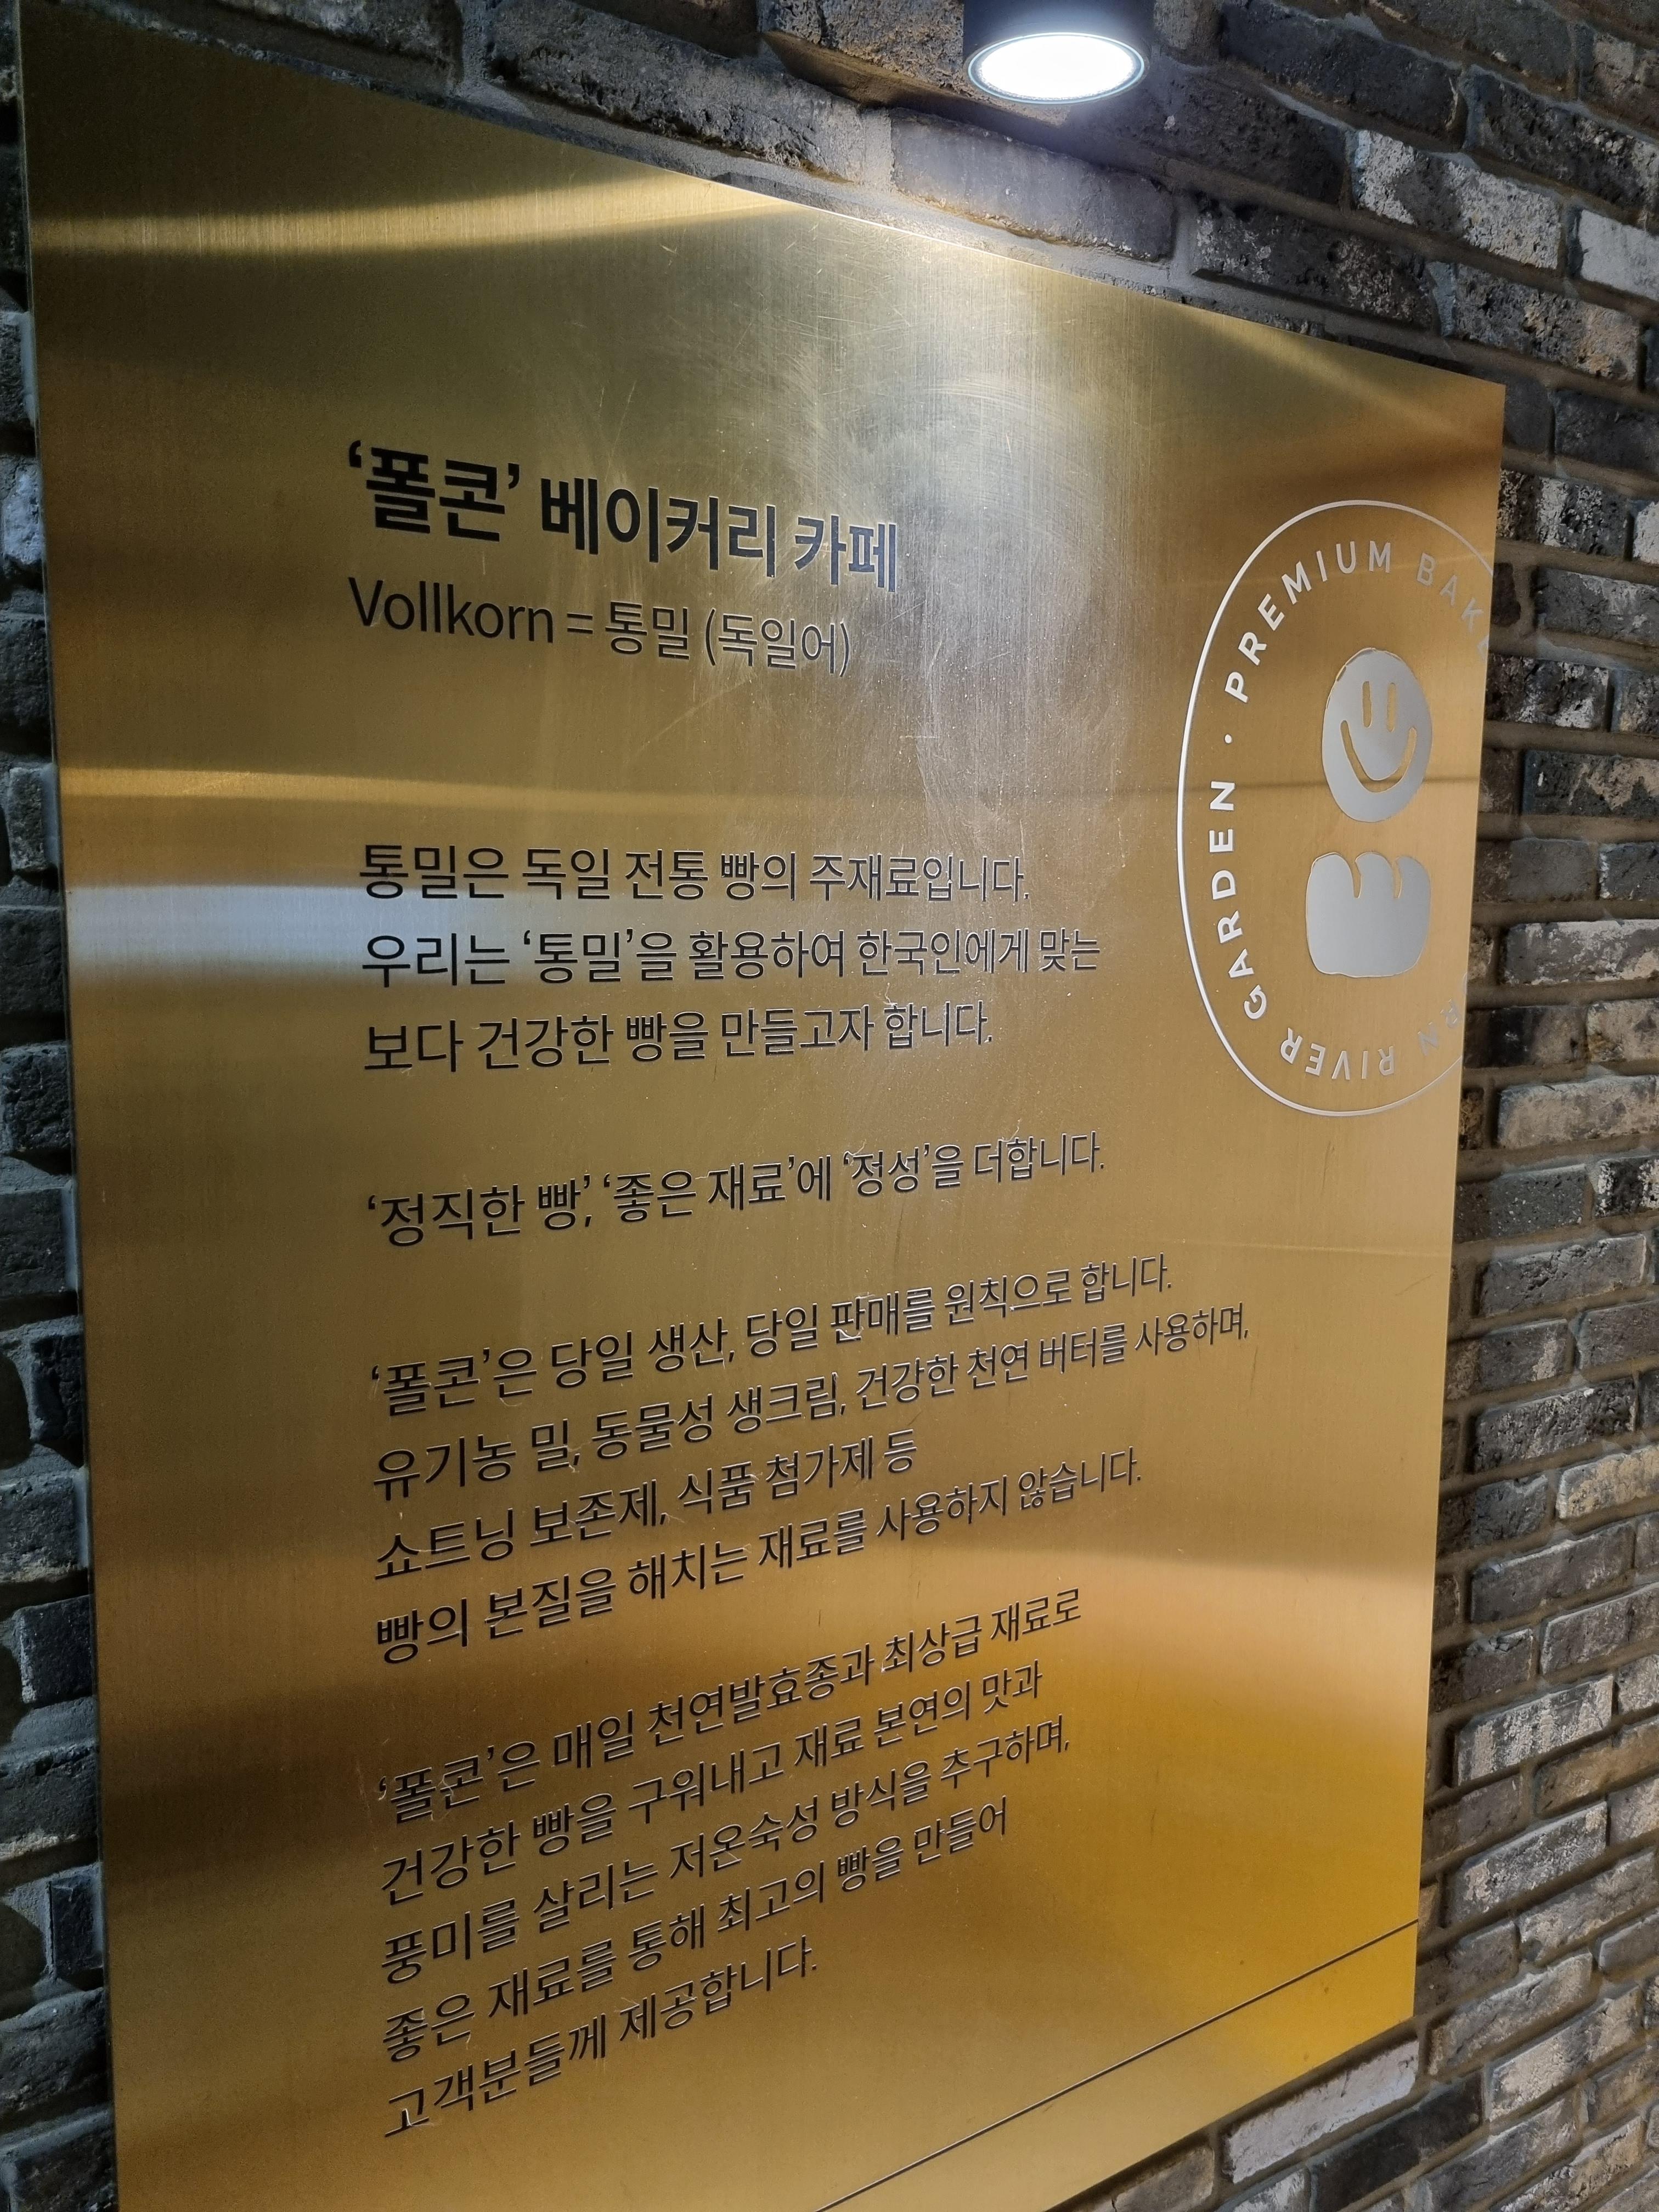 ‘폴콘’ 베이커리 카페
Vollkorn = 통밀 (독일어)
통밀은 독일 전통 빵의 주재료입니다.
우리는 ‘통밀’을 활용하여 한국인에게 맞는
보다 건강한 빵을 만들고자 합니다.
‘정직한 빵’, ‘좋은 재료’에 ‘정성’을 더합니다.
‘폴콘’은 당일 생산, 당일 판매를 원칙으로 합니다.
유기농 밀, 동물성 생크림, 건강한 천연 버터를 사용하며,
쇼트닝 보존제, 식품 첨가제 등
빵의 본질을 해치는 재료를 사용하지 않습니다.
‘폴콘’은 매일 천연발효종과 최상급 재료로
건강한 빵을 구워내고 재료 본연의 맛과
풍미를 살리는 저온숙성 방식을 추구하며,
좋은 재료를 통해 최고의 빵을 만들어
고객분들께 제공합니다.
RIVER GARDEN · PREMIUM